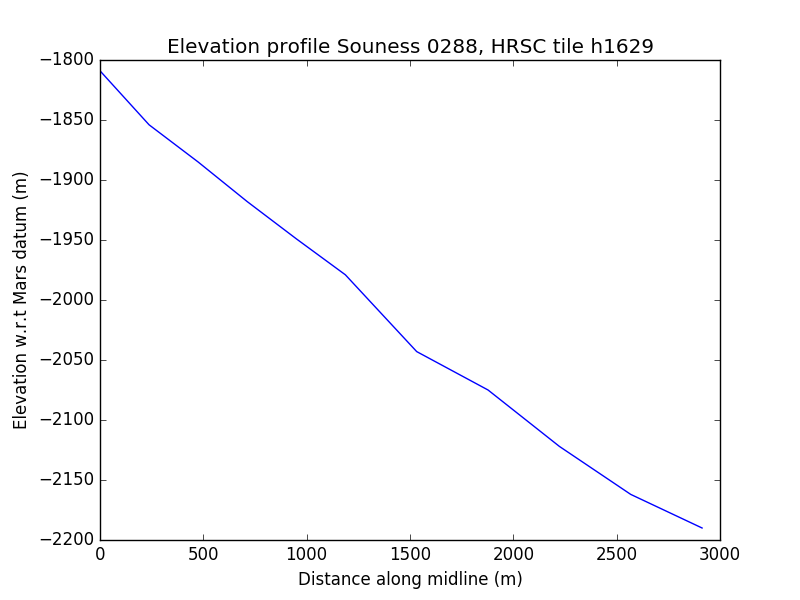 Elevation profile Souness 0288, HRSC tile h1629
−1800
−1850
−1900
−1950
−2000
−2050
−2100
−2150
−2200
Elevation w.r.t Mars datum (m)
0 500 1000 1500 2000 2500 3000
Distance along midline (m)